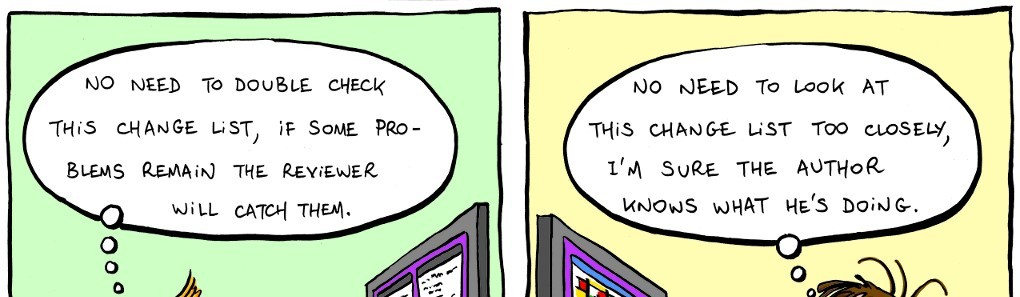 NO NEED TO DOUBLE CHECK
THIS CHANGE LIST, IF SOME PRO-
BLEMS REMAIN THE REVIEWER
WILL CATCH THEM.
NO NEED TO LOOK AT
THIS CHANGE LIST TOO CLOSELY,
I'M SURE THE AUTHOR
KNOWS WHAT HE'S DOING.